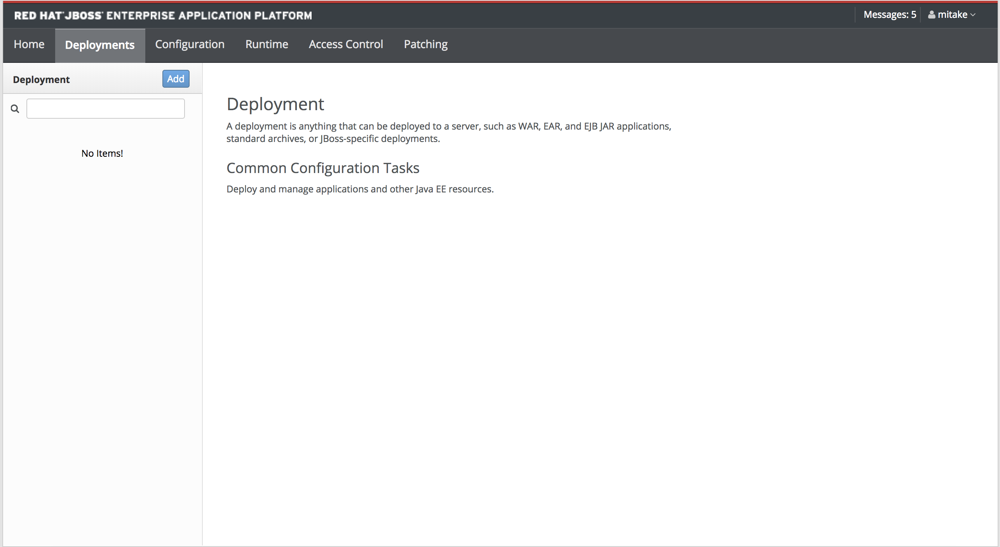 RED HAT JBOSS ENTERPRISE APPLICATION PLATFORM
Messages: 5
mitake
Home
Deployments
Configuration
Runtime
Access Control
Patching
Deployment
Add
No Items!
Deployment
A deployment is anything that can be deployed to a server, such as WAR, EAR, and EJB JAR applications,
standard archives, or JBoss-specific deployments.
Common Configuration Tasks
Deploy and manage applications and other Java EE resources.